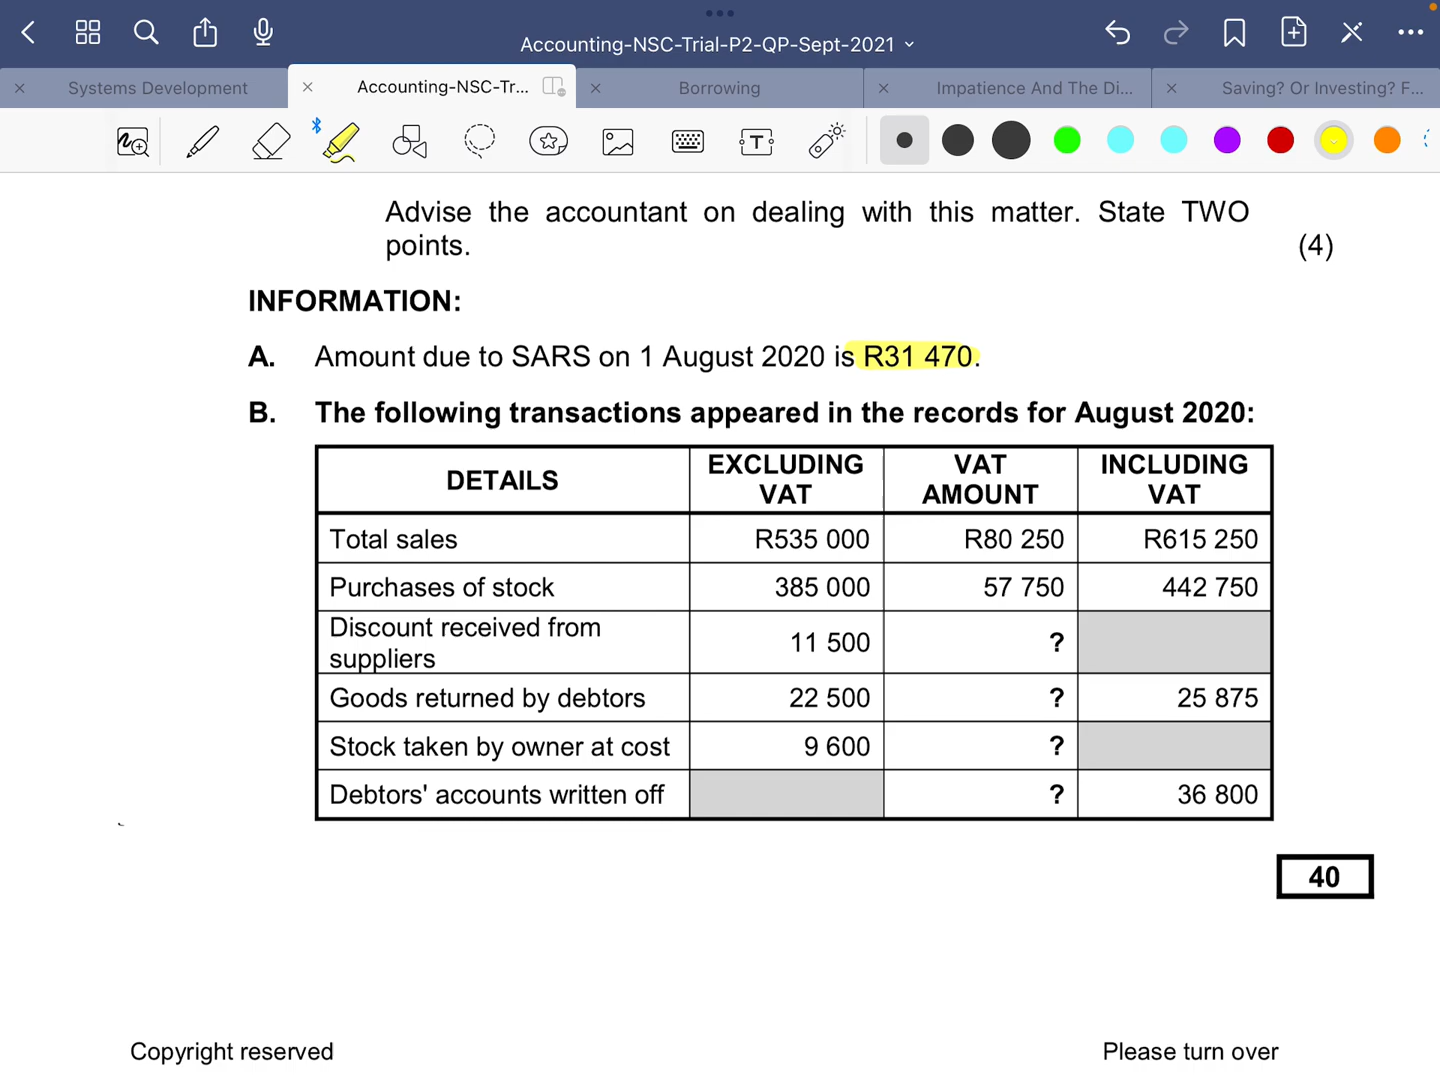 Accounting-NSC-Trial-P2-QP-Sept-2021
Systems Development
Accounting-NSC-Tr...
Borrowing
Impatience And The Di...
Saving? Or Investing? F...
Advise the accountant on dealing with this matter. State TWO
points. (4)
INFORMATION:
A. Amount due to SARS on 1 August 2020 is R31 470.
B. The following transactions appeared in the records for August 2020:
DETAILS EXCLUDING VAT VAT AMOUNT INCLUDING VAT
Total sales R535 000 R80 250 R615 250
Purchases of stock 385 000 57 750 442 750
Discount received from suppliers 11 500 ?
Goods returned by debtors 22 500 ? 25 875
Stock taken by owner at cost 9 600 ?
Debtors' accounts written off ? 36 800
40
Copyright reserved Please turn over